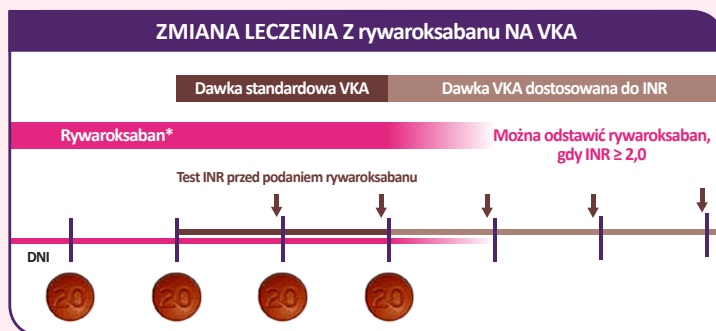 ZMIANA LECZENIA Z rywaroksabanu NA VKA
Dawka standardowa VKA
Dawka VKA dostosowana do INR
Rywaroksaban*
Można odstawić rywaroksaban,
gdy INR ≥ 2,0
Test INR przed podaniem rywaroksabanu
DNI
20
20
20
20